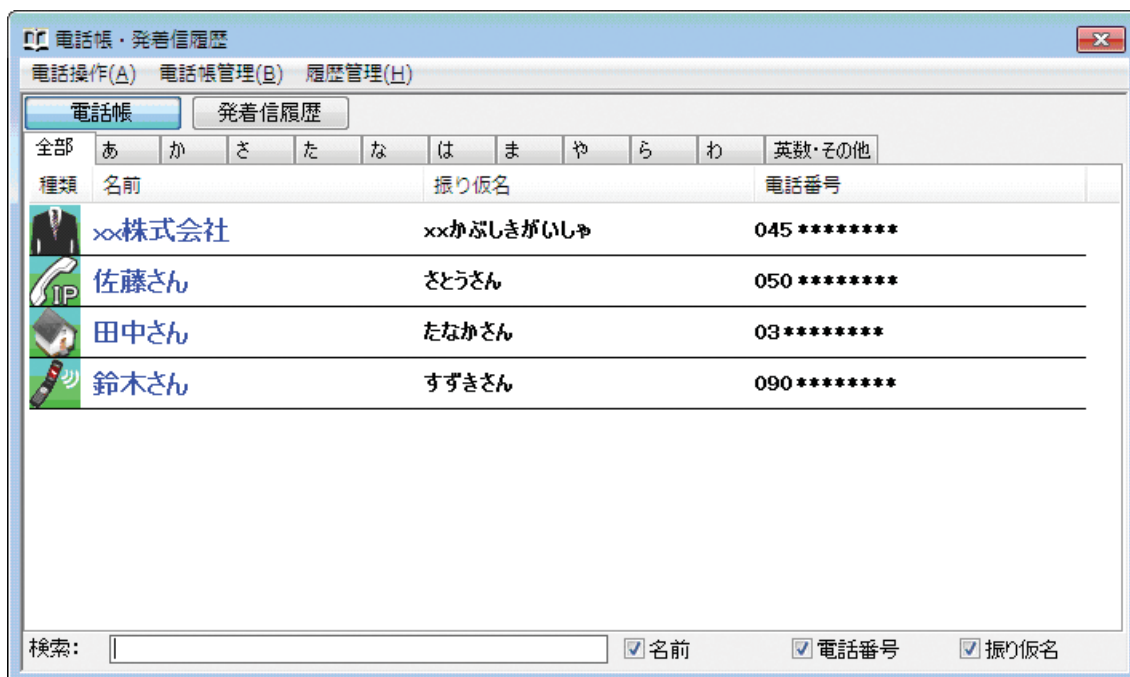 電話帳・発着信履歴
電話操作(A) 電話帳管理(B) 履歴管理(H)
電話帳 発着信履歴
全部 あ か さ た な は ま や ら わ 英数・その他
種類 名前 振り仮名 電話番号
xx株式会社 xxかぶしきがいしゃ 045********
IP 佐藤さん さとうさん 050********
田中さん たなかさん 03********
鈴木さん すずきさん 090********
検索: 名前 電話番号 振り仮名